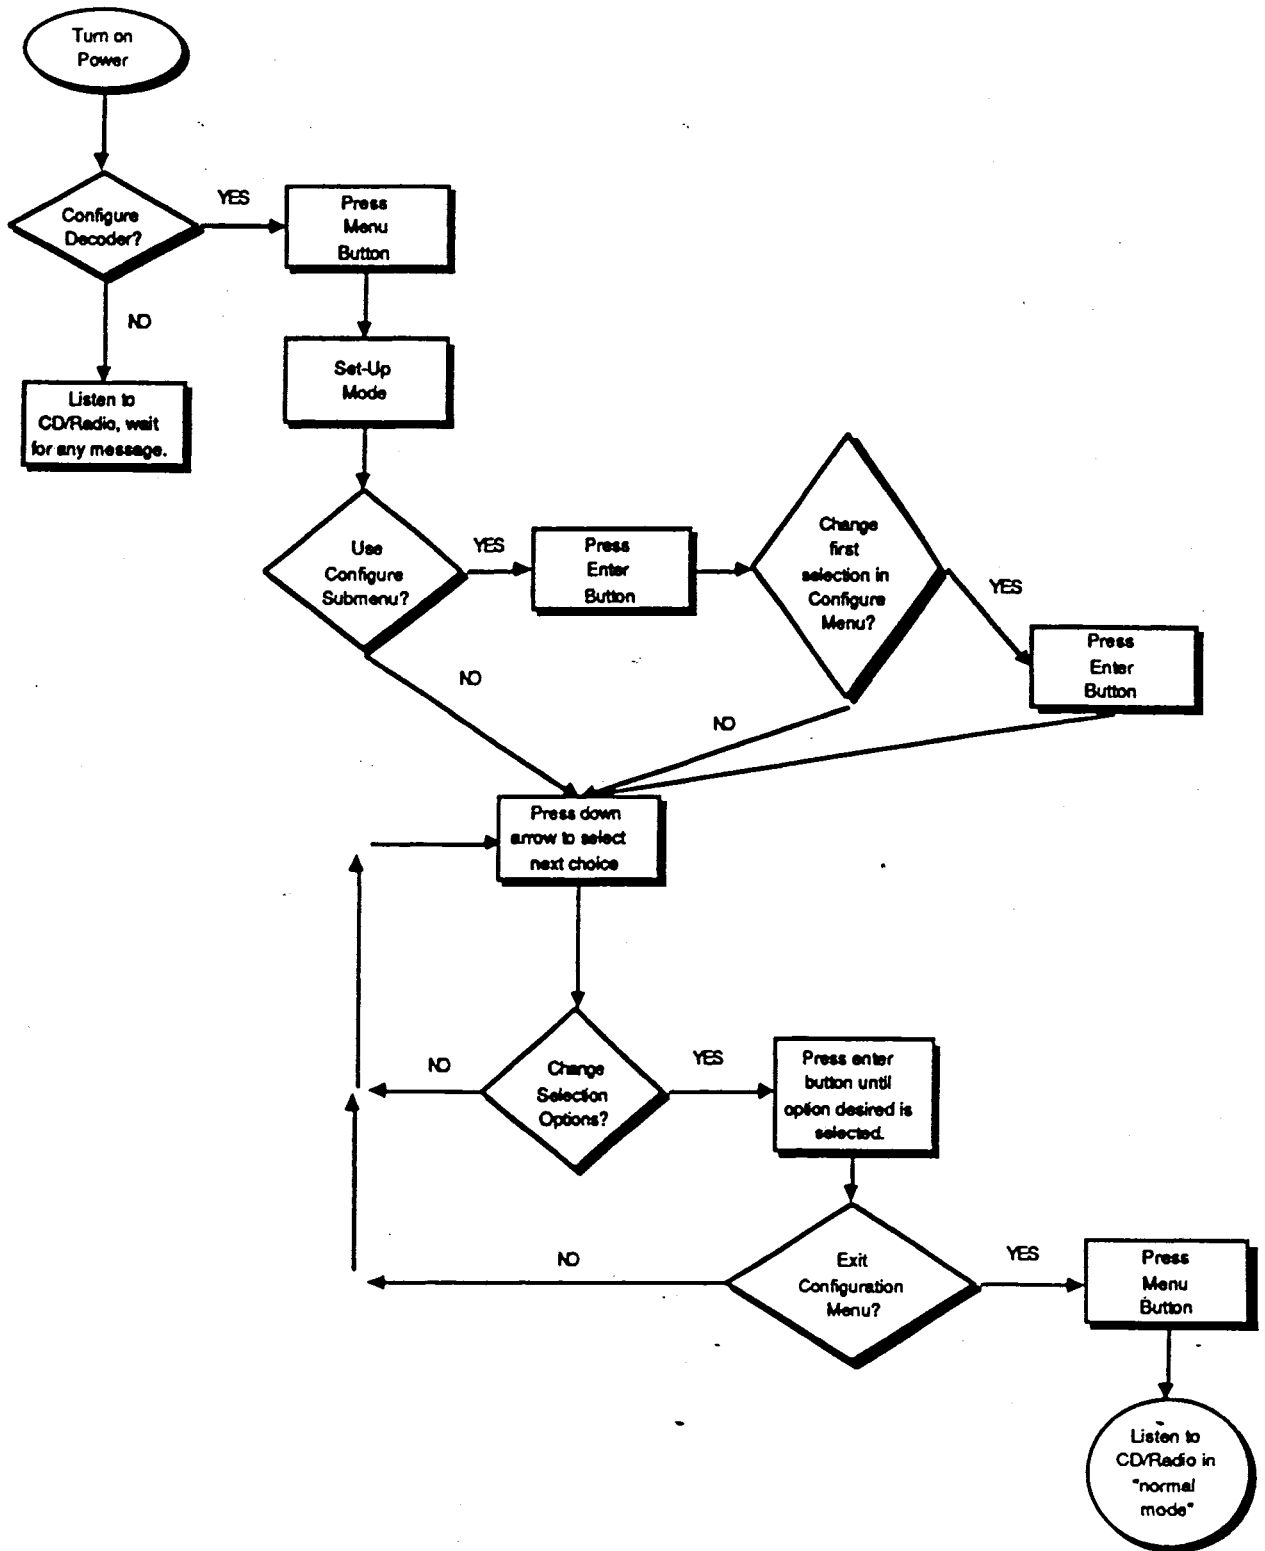 Turn on
Power
Configure
Decoder?
YES
Press
Menu
Button
NO
Listen to
CD/Radio, wait
for any message.
Set-Up
Mode
Use
Configure
Submenu?
YES
Press
Enter
Button
Change
first
selection in
Configure
Menu?
YES
Press
Enter
Button
NO
NO
Press down
arrow to select
next choice
Change
Selection
Options?
NO
YES
Press enter
button until
option desired is
selected.
Exit
Configuration
Menu?
NO
YES
Press
Menu
Button
Listen to
CD/Radio in
"normal
mode"